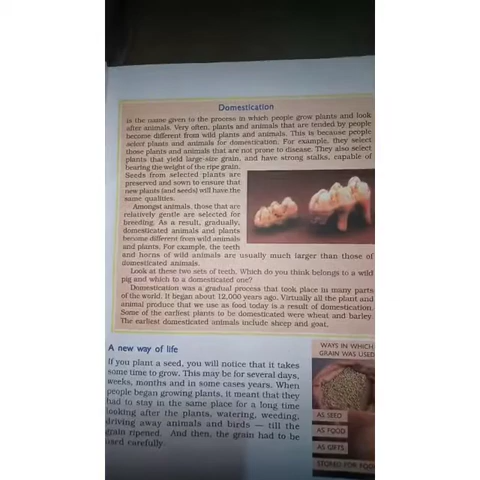 Domestication
is the name given to the process in which people grow plants and look
after animals. Very often, plants and animals that are tended by people
become different from wild plants and animals. This is because people
select plants and animals for domestication. For example, they select
those plants and animals that are not prone to disease. They also select
plants that yield large-size grain, and have strong stalks, capable of
bearing the weight of the ripe grain.
Seeds from selected plants are
preserved and sown to ensure that
new plants (and seeds) will have the
same qualities.
Amongst animals, those that are
relatively gentle are selected for
breeding. As a result, gradually,
domesticated animals and plants
become different from wild animals
and plants. For example, the teeth
and horns of wild animals are usually much larger than those of
domesticated animals.
Look at these two sets of teeth. Which do you think belongs to a wild
pig and which to a domesticated one?
Domestication was a gradual process that took place in many parts
of the world. It began about 12,000 years ago. Virtually all the plant and
animal produce that we use as food today is a result of domestication.
Some of the earliest plants to be domesticated were wheat and barley
The earliest domesticated animals include sheep and goat.
A new way of life
If you plant a seed, you will notice that it takes
some time to grow. This may be for several days,
weeks, months and in some cases years. When
people began growing plants, it meant that they
had to stay in the same place for a long time
looking after the plants, watering, weeding,
driving away animals and birds — till the
grain ripened. And then, the grain had to be
used carefully.
WAYS IN WHICH
GRAIN WAS USED
AS SEED
AS FOOD
AS GIFTS
STORED FOR FOOD